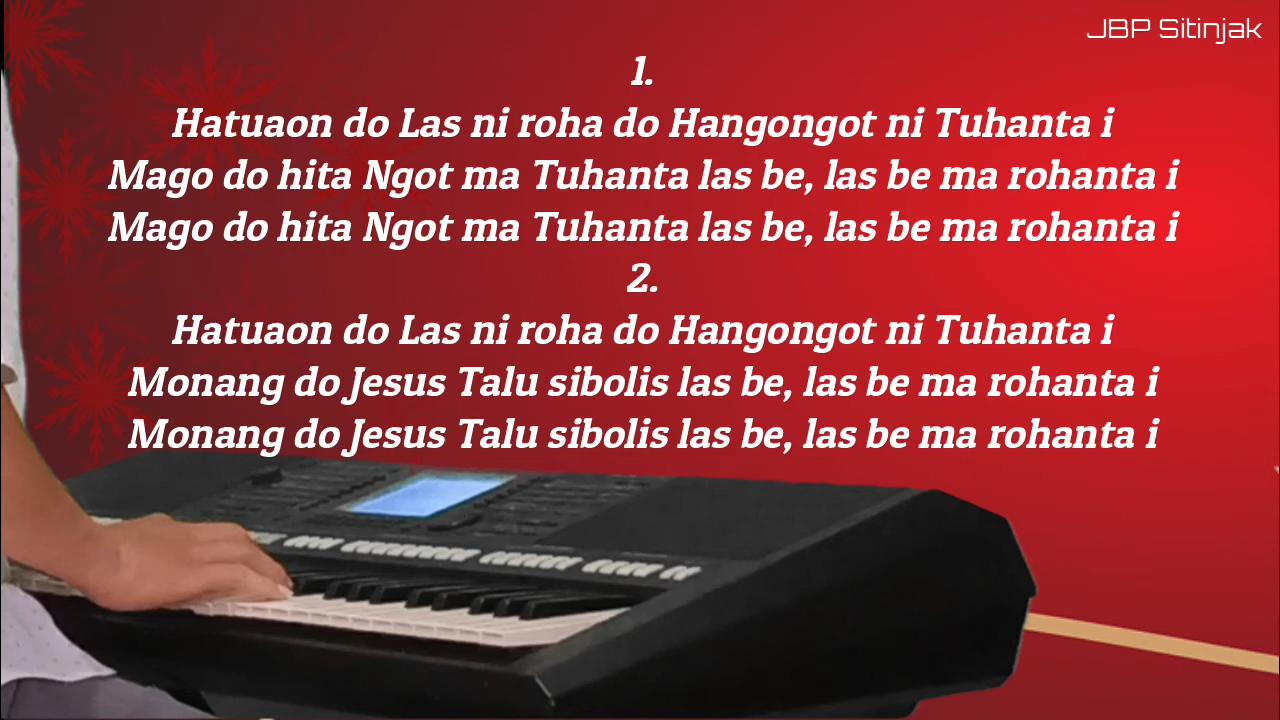 JBP Sitinjak
1.
Hatuaon do Las ni roha do Hangongot ni Tuhanta i
Mago do hita Ngot ma Tuhanta las be, las be ma rohanta i
Mago do hita Ngot ma Tuhanta las be, las be ma rohanta i
2.
Hatuaon do Las ni roha do Hangongot ni Tuhanta i
Monang do Jesus Talu sibolis las be, las be ma rohanta i
Monang do Jesus Talu sibolis las be, las be ma rohanta i